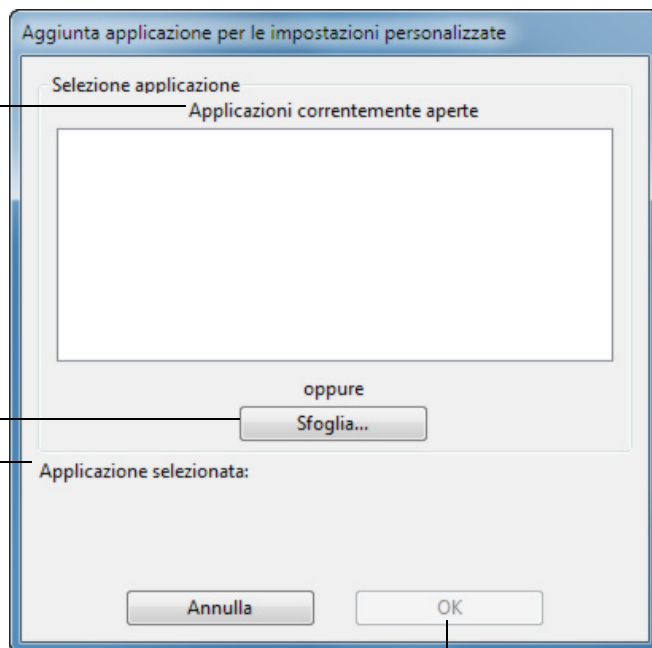 Aggiunta applicazione per le impostazioni personalizzate
Selezione applicazione
Applicazioni correntemente aperte
oppure
Sfoglia...
Applicazione selezionata:
Annulla
OK